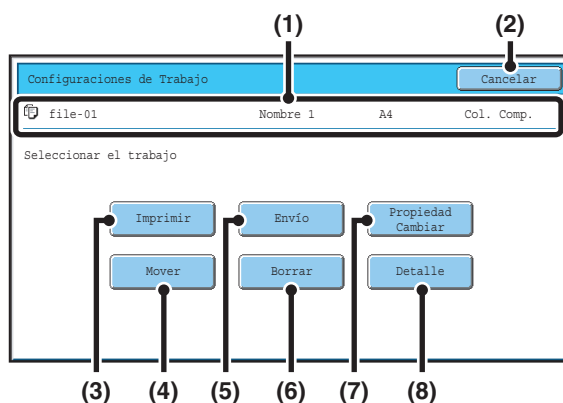 (1) (2)
Configuraciones de Trabajo Cancelar
file-01 Nombre 1 A4 Col. Comp.
Seleccionar el trabajo
Imprimir Envío Propiedad
Cambiar
Mover Borrar Detalle
(3) (4) (5) (6) (7) (8)